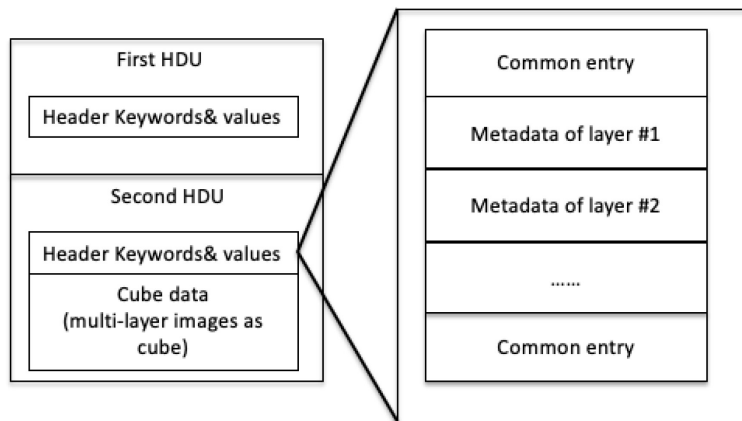 First HDU
Header Keywords& values
Second HDU
Header Keywords& values
Cube data
(multi-layer images as
cube)
Common entry
Metadata of layer #1
Metadata of layer #2
......
Common entry